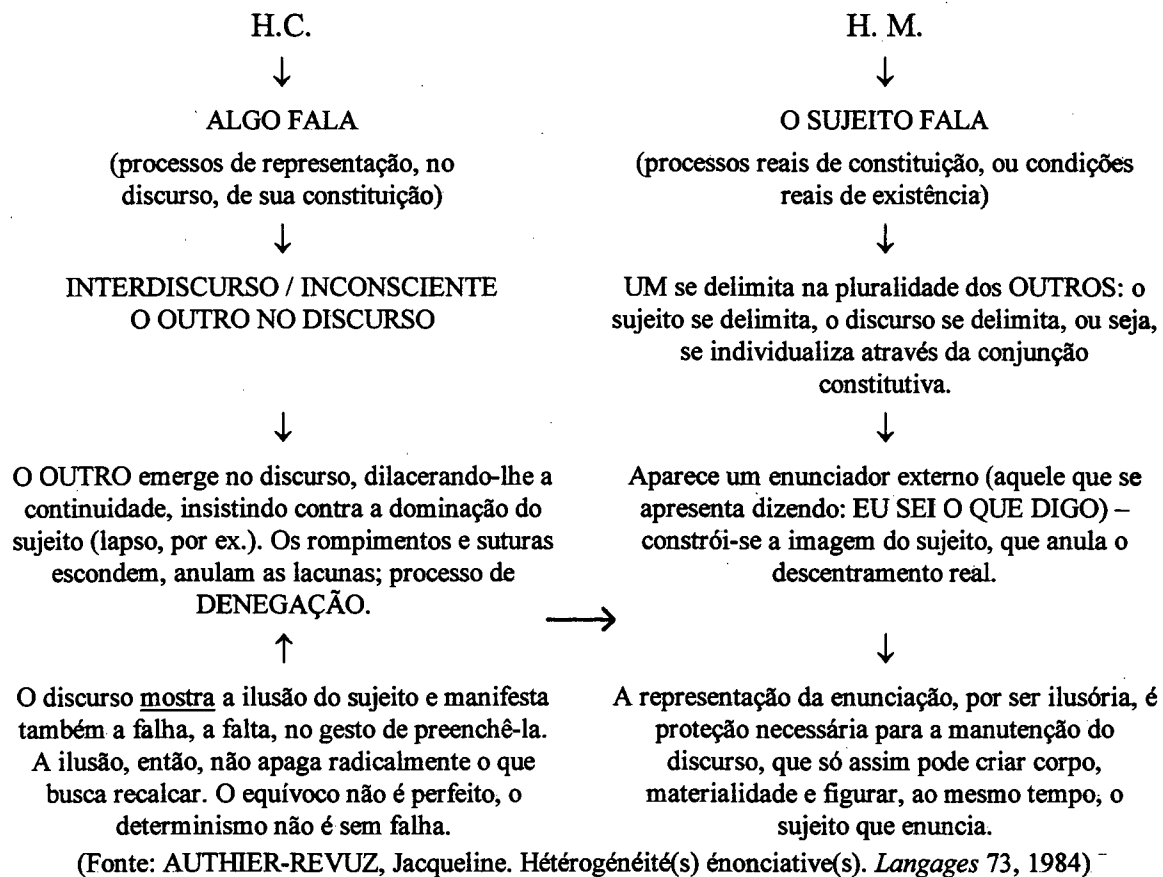 H.C.
↓
ALGO FALA
(processos de representação, no
discurso, de sua constituição)
↓
INTERDISCURSO / INCONSCIENTE
O OUTRO NO DISCURSO
↓
O OUTRO emerge no discurso, dilacerando-lhe a
continuidade, insistindo contra a dominação do
sujeito (lapso, por ex.). Os rompimentos e suturas
escondem, anulam as lacunas; processo de
DENEGAÇÃO.
→
↑
O discurso mostra a ilusão do sujeito e manifesta
também a falha, a falta, no gesto de preenchê-la.
A ilusão, então, não apaga radicalmente o que
busca recalcar. O equívoco não é perfeito, o
determinismo não é sem falha.
H. M.
↓
O SUJEITO FALA
(processos reais de constituição, ou condições
reais de existência)
↓
UM se delimita na pluralidade dos OUTROS: o
sujeito se delimita, o discurso se delimita, ou seja,
se individualiza através da conjunção
constitutiva.
↓
Aparece um enunciador externo (aquele que se
apresenta dizendo: EU SEI O QUE DIGO) –
constrói-se a imagem do sujeito, que anula o
descentramento real.
↓
A representação da enunciação, por ser ilusória, é
proteção necessária para a manutenção do
discurso, que só assim pode criar corpo,
materialidade e figurar, ao mesmo tempo, o
sujeito que enuncia.
(Fonte: AUTHIER-REVUZ, Jacqueline. Hétérogénéité(s) énonciative(s). Langages 73, 1984)